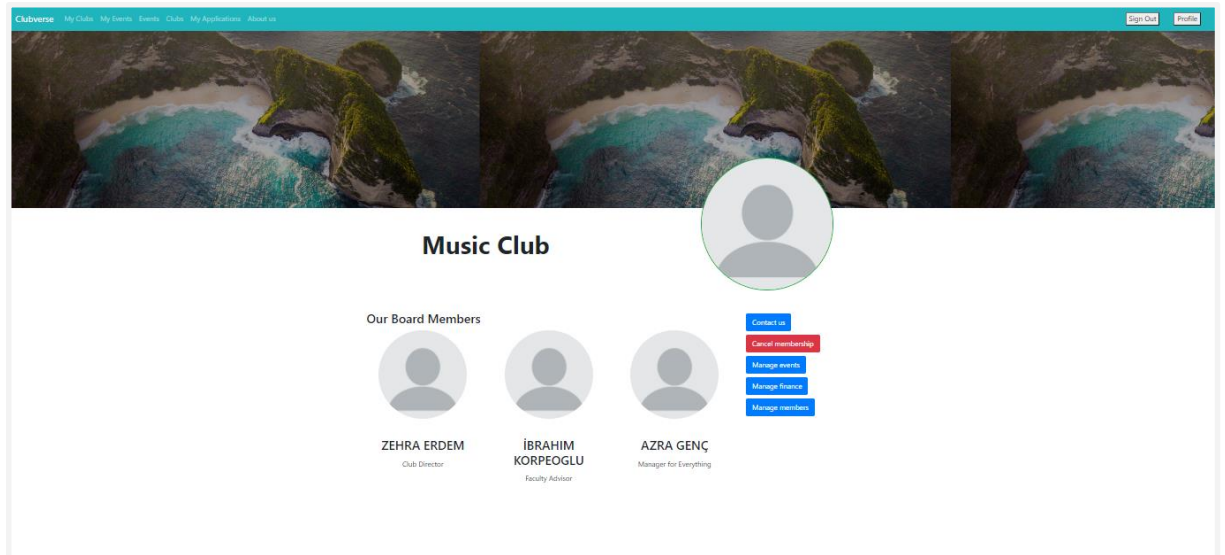 Clubverse My Clubs My Events Events Clubs My Applications About us Sign Out Profile
Music Club
Our Board Members
Contact us
Cancel membership
Manage events
Manage finance
Manage members
ZEHRA ERDEM
Club Director
İBRAHIM
KORPEOGLU
Faculty Advisor
AZRA GENÇ
Manager for Everything